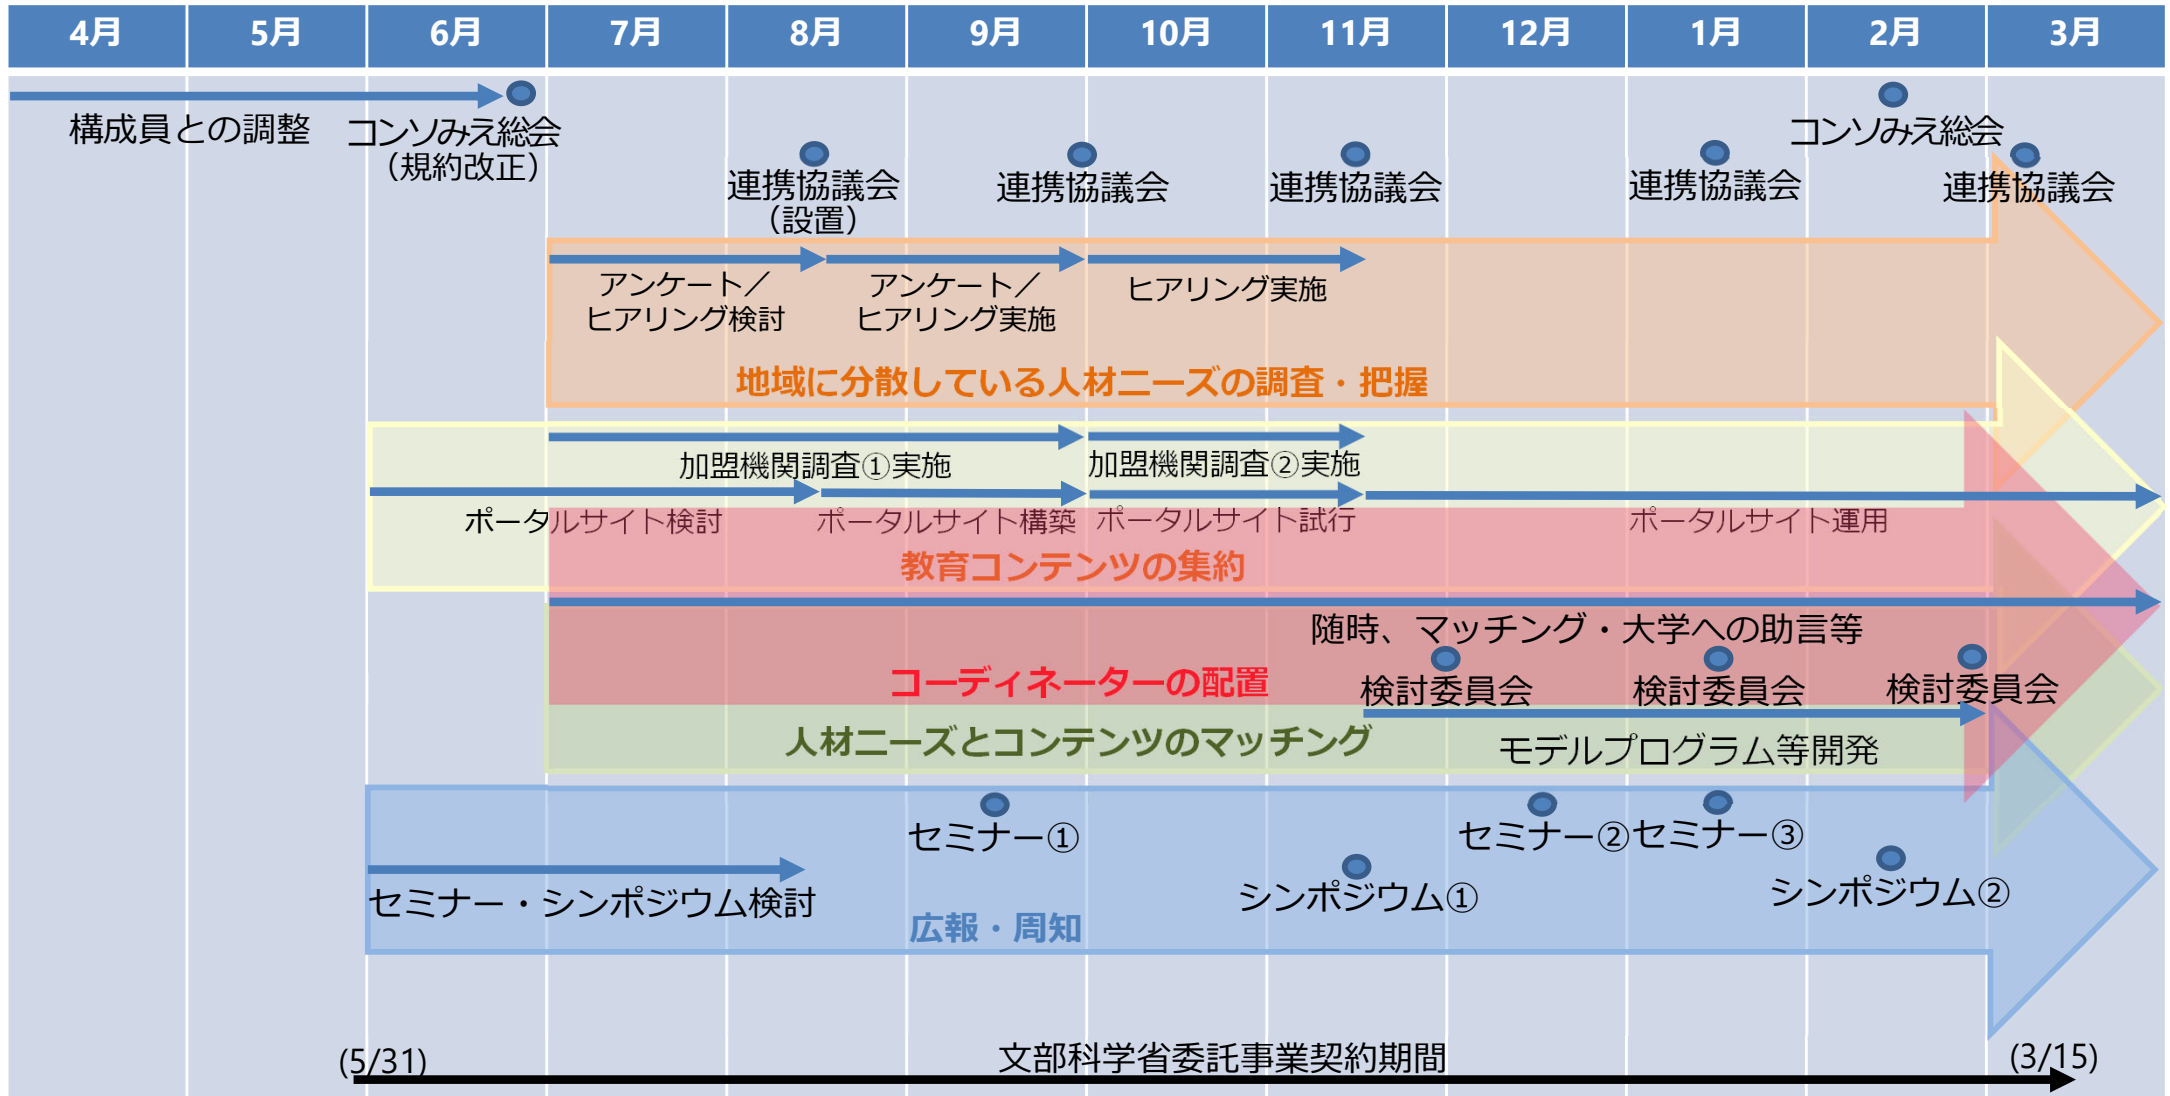 4月 5月 6月 7月 8月 9月 10月 11月 12月 1月 2月 3月
構成員との調整
コンソみえ総会
（規約改正）
コンソみえ総会
連携協議会
（設置）
連携協議会
連携協議会
連携協議会
連携協議会
アンケート／
ヒアリング検討
アンケート／
ヒアリング実施
ヒアリング実施
地域に分散している人材ニーズの調査・把握
加盟機関調査①実施
加盟機関調査②実施
ポータルサイト検討
ポータルサイト構築
ポータルサイト試行
ポータルサイト運用
教育コンテンツの集約
随時、マッチング・大学への助言等
コーディネーターの配置
検討委員会
検討委員会
検討委員会
人材ニーズとコンテンツのマッチング
モデルプログラム等開発
セミナー①
セミナー②
セミナー③
セミナー・シンポジウム検討
シンポジウム①
シンポジウム②
広報・周知
(5/31)
文部科学省委託事業契約期間
(3/15)